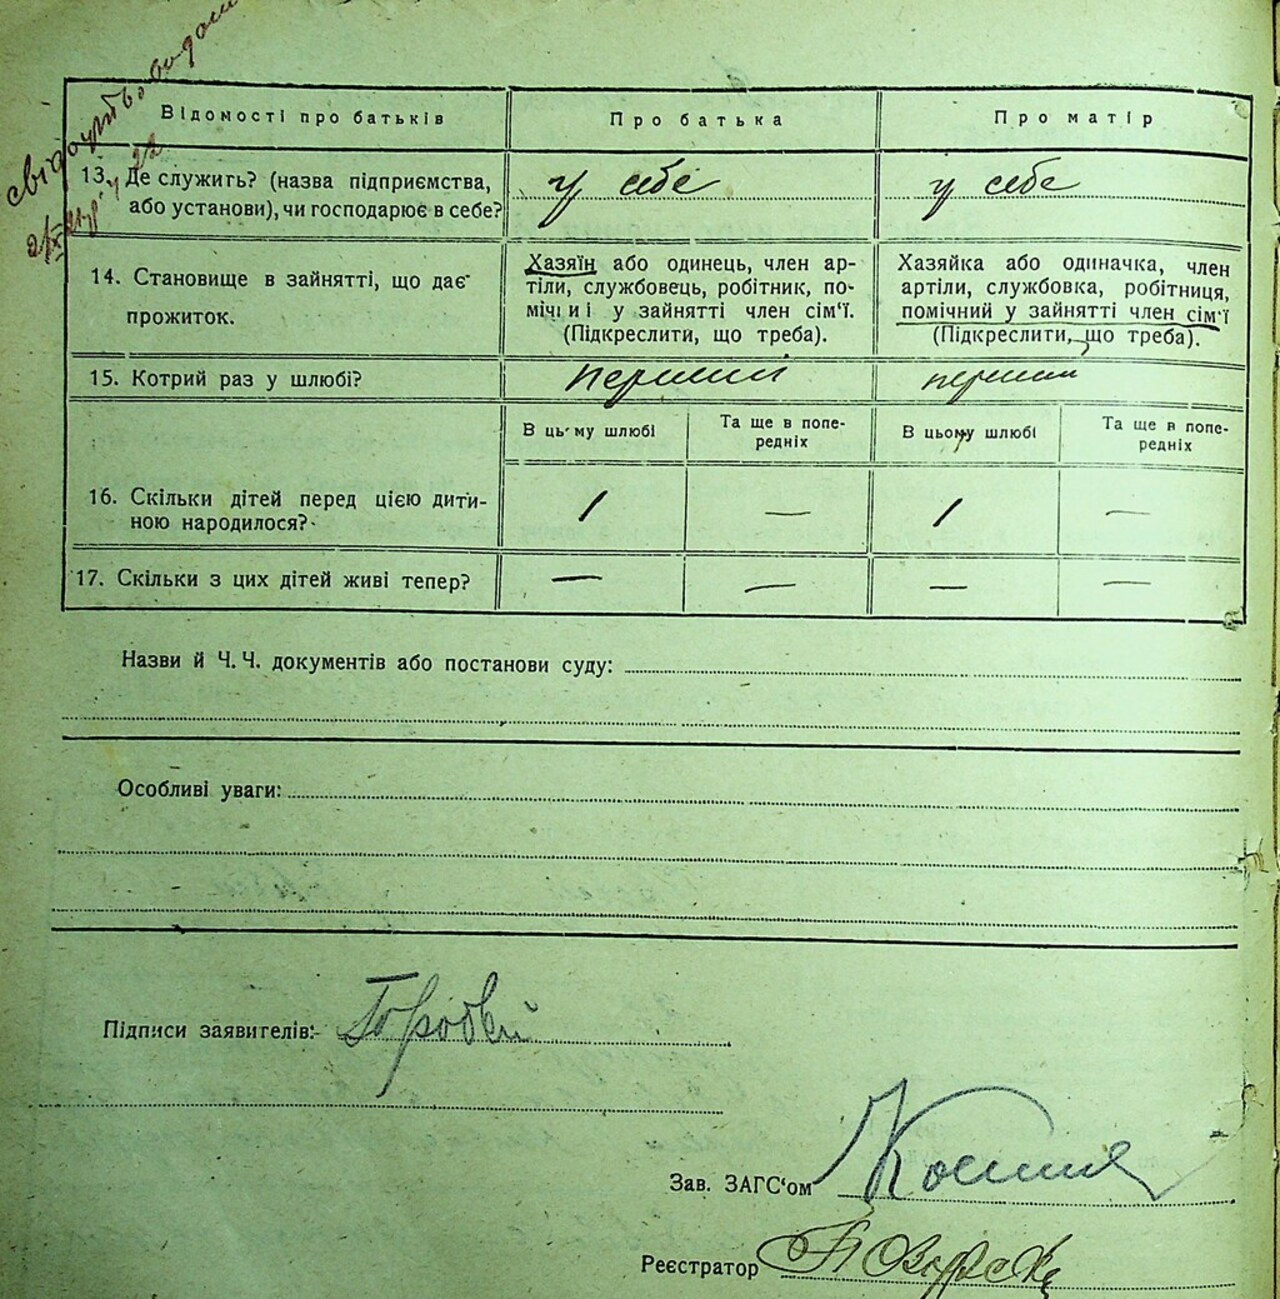 свідоцтво видан
Відомості про батьків
Про батька
Про матір
13. Де служить? (назва підприємства,
або установи), чи господарює в себе?
у себе
у себе
14. Становище в зайнятті, що дає
прожиток.
Хазяїн або одинець, член ар-
тіли, службовець, робітник, по-
мічн и і у зайнятті член сім'ї.
(Підкреслити, що треба).
Хазяйка або одиначка, член
артіли, службовка, робітниця,
помічний у зайнятті член сім'ї
(Підкреслити, що треба).
15. Котрий раз у шлюбі?
перший
перший
В ць му шлюбі
Та ще в попе-
редніх
В цьому шлюбі
Та ще в попе-
редніх
16. Скільки дітей перед цією дити-
ною народилося?
1
—
1
—
17. Скільки з цих дітей живі тепер?
—
—
—
—
Назви й Ч. Ч. документів або постанови суду:
Особливі уваги:
Підписи заявителів:
Зав. ЗАГС'ом
Реєстратор